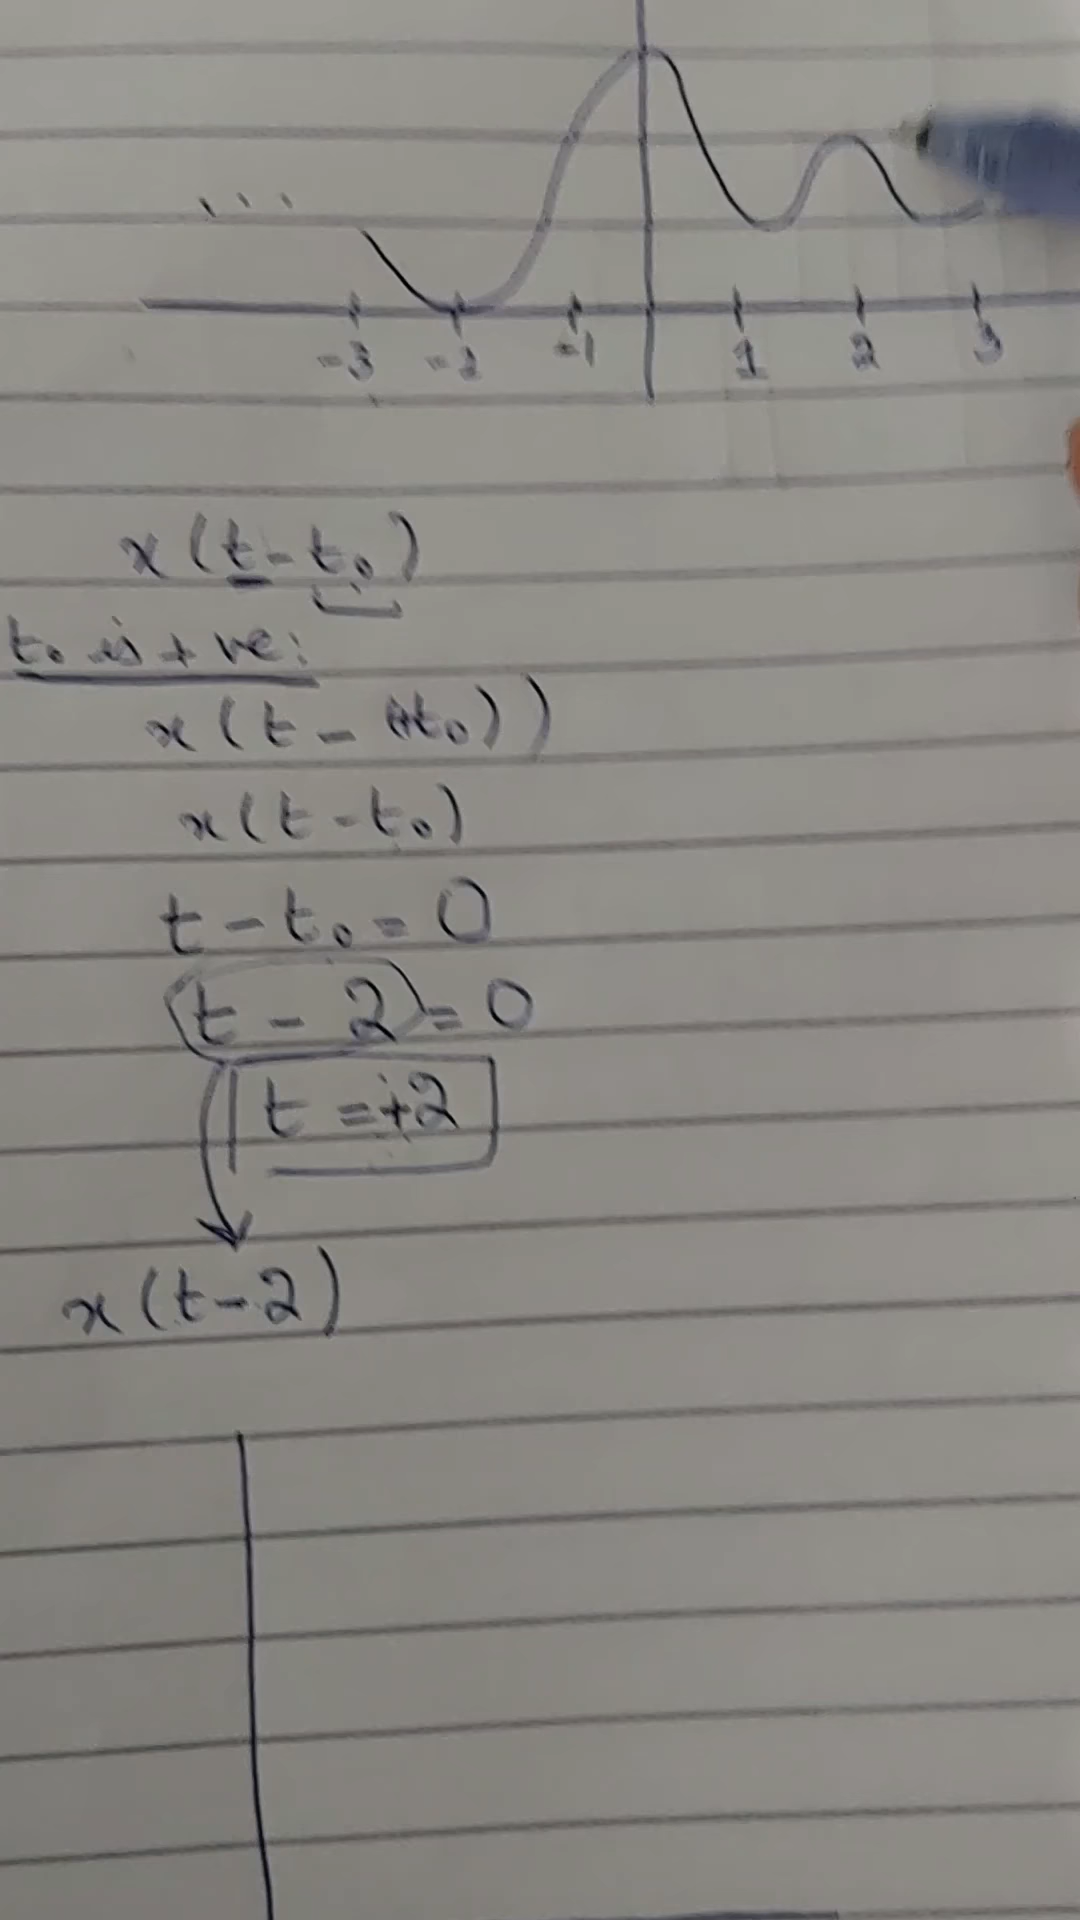 ...
-3 -2 -1 1 2 3
x(t-t₀)
t₀ is +ve:
x(t-(+t₀))
x(t-t₀)
t-t₀=0
t-2=0
t=+2
x(t-2)